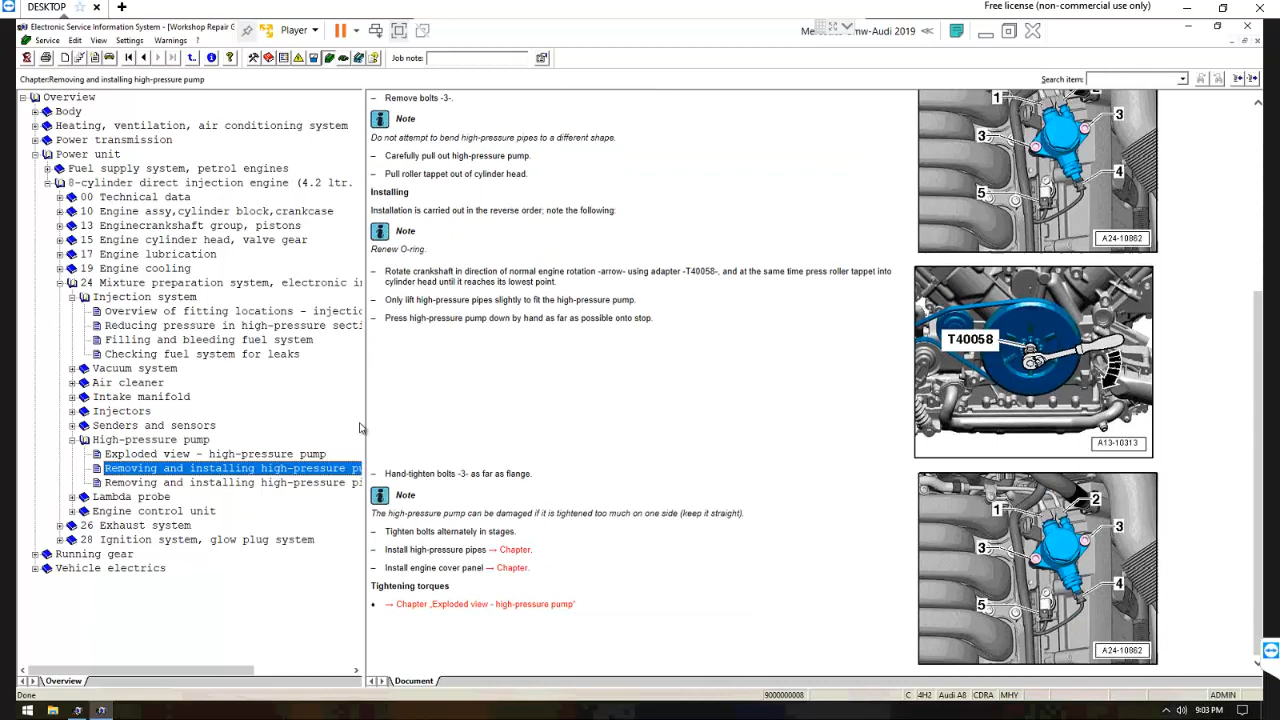 DESKTOP
Free license (non-commercial use only)
Electronic Service Information System - [Workshop Repair G
Player
Mer
mw-Audi 2019
Service Edit View Settings Warnings ?
Job note:
Chapter:Removing and installing high-pressure pump
Search item:
Overview
Body
Heating, ventilation, air conditioning system
Power transmission
Power unit
Fuel supply system, petrol engines
8-cylinder direct injection engine (4.2 ltr.
00 Technical data
10 Engine assy,cylinder block,crankcase
13 Enginecrankshaft group, pistons
15 Engine cylinder head, valve gear
17 Engine lubrication
19 Engine cooling
24 Mixture preparation system, electronic i
Injection system
Overview of fitting locations - injectio
Reducing pressure in high-pressure secti
Filling and bleeding fuel system
Checking fuel system for leaks
Vacuum system
Air cleaner
Intake manifold
Injectors
Senders and sensors
High-pressure pump
Exploded view - high-pressure pump
Removing and installing high-pressure pu
Removing and installing high-pressure pi
Lambda probe
Engine control unit
26 Exhaust system
28 Ignition system, glow plug system
Running gear
Vehicle electrics
Overview
– Remove bolts -3-.
Note
Do not attempt to bend high-pressure pipes to a different shape.
– Carefully pull out high-pressure pump.
– Pull roller tappet out of cylinder head.
Installing
Installation is carried out in the reverse order; note the following:
Note
Renew O-ring.
– Rotate crankshaft in direction of normal engine rotation -arrow- using adapter -T40058-, and at the same time press roller tappet into
cylinder head until it reaches its lowest point.
– Only lift high-pressure pipes slightly to fit the high-pressure pump.
– Press high-pressure pump down by hand as far as possible onto stop.
– Hand-tighten bolts -3- as far as flange.
Note
The high-pressure pump can be damaged if it is tightened too much on one side (keep it straight).
– Tighten bolts alternately in stages.
– Install high-pressure pipes → Chapter.
– Install engine cover panel → Chapter.
Tightening torques
• → Chapter „Exploded view - high-pressure pump"
1
2
3
3
4
5
A24-10862
T40058
A13-10313
1
2
3
3
4
5
A24-10862
Document
Done
9000000008
C 4H2 Audi A8 CDRA MHY
ADMIN
9:03 PM